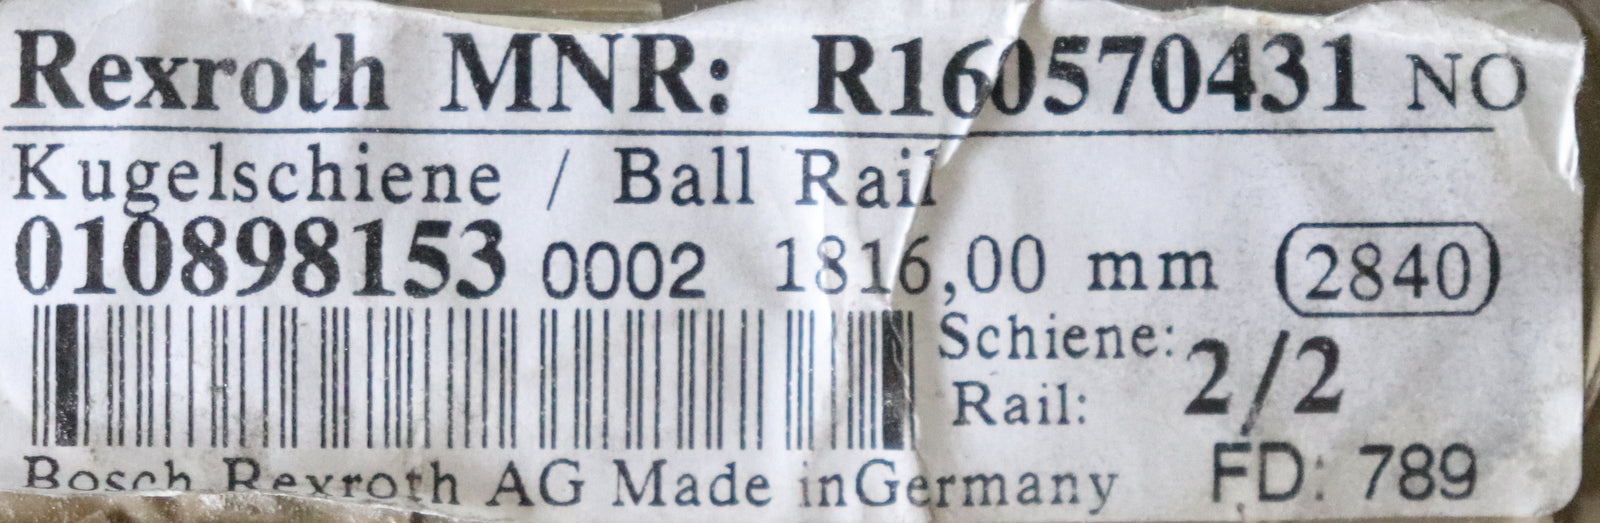 Rexroth MNR: R160570431 NO
Kugelschiene / Ball Rail
010898153 0002 1816,00 mm 2840
Schiene: 2/2
Rail:
Bosch Rexroth AG Made inGermany FD: 789